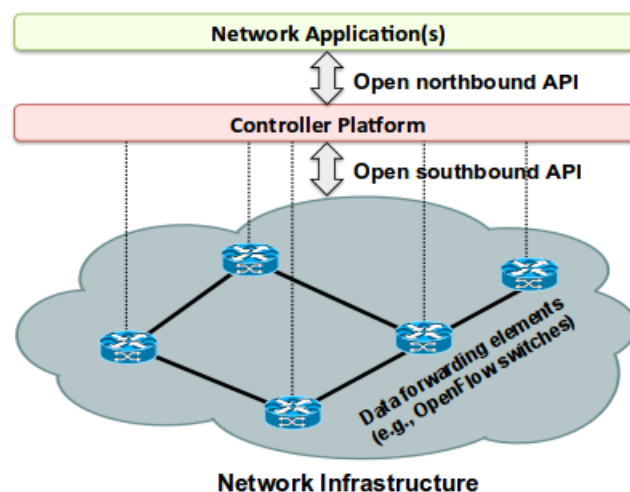 Network Application(s)
Open northbound API
Controller Platform
Open southbound API
Data forwarding elements
(e.g., OpenFlow switches)
Network Infrastructure